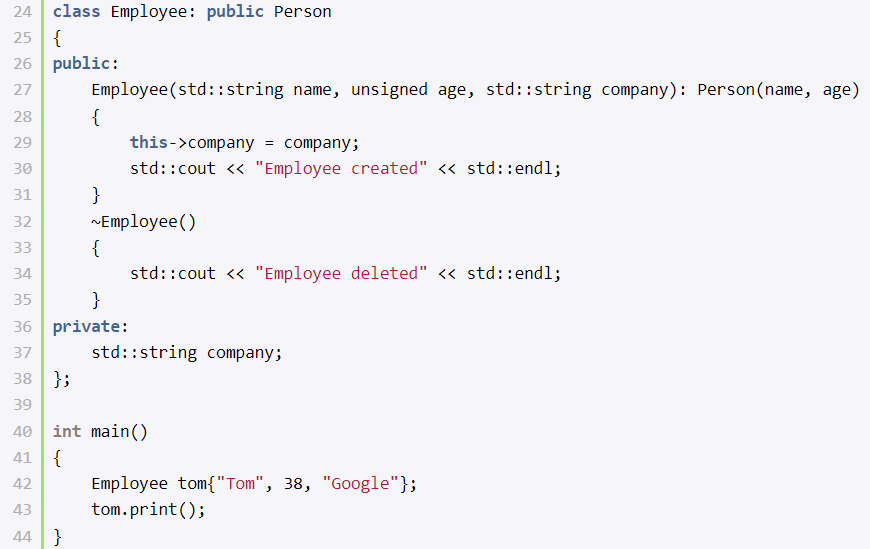 24 class Employee: public Person
25 {
26 public:
27     Employee(std::string name, unsigned age, std::string company): Person(name, age)
28     {
29         this->company = company;
30         std::cout << "Employee created" << std::endl;
31     }
32     ~Employee()
33     {
34         std::cout << "Employee deleted" << std::endl;
35     }
36 private:
37     std::string company;
38 };
39
40 int main()
41 {
42     Employee tom{"Tom", 38, "Google"};
43     tom.print();
44 }